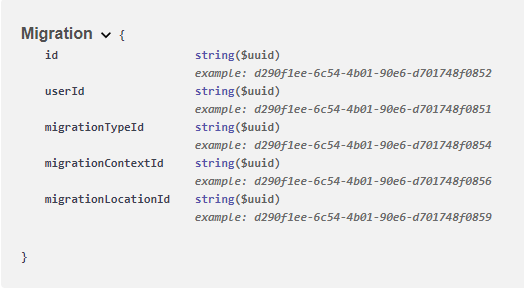 Migration {
id string($uuid)
example: d290f1ee-6c54-4b01-90e6-d701748f0852
userId string($uuid)
example: d290f1ee-6c54-4b01-90e6-d701748f0851
migrationTypeId string($uuid)
example: d290f1ee-6c54-4b01-90e6-d701748f0854
migrationContextId string($uuid)
example: d290f1ee-6c54-4b01-90e6-d701748f0856
migrationLocationId string($uuid)
example: d290f1ee-6c54-4b01-90e6-d701748f0859
}